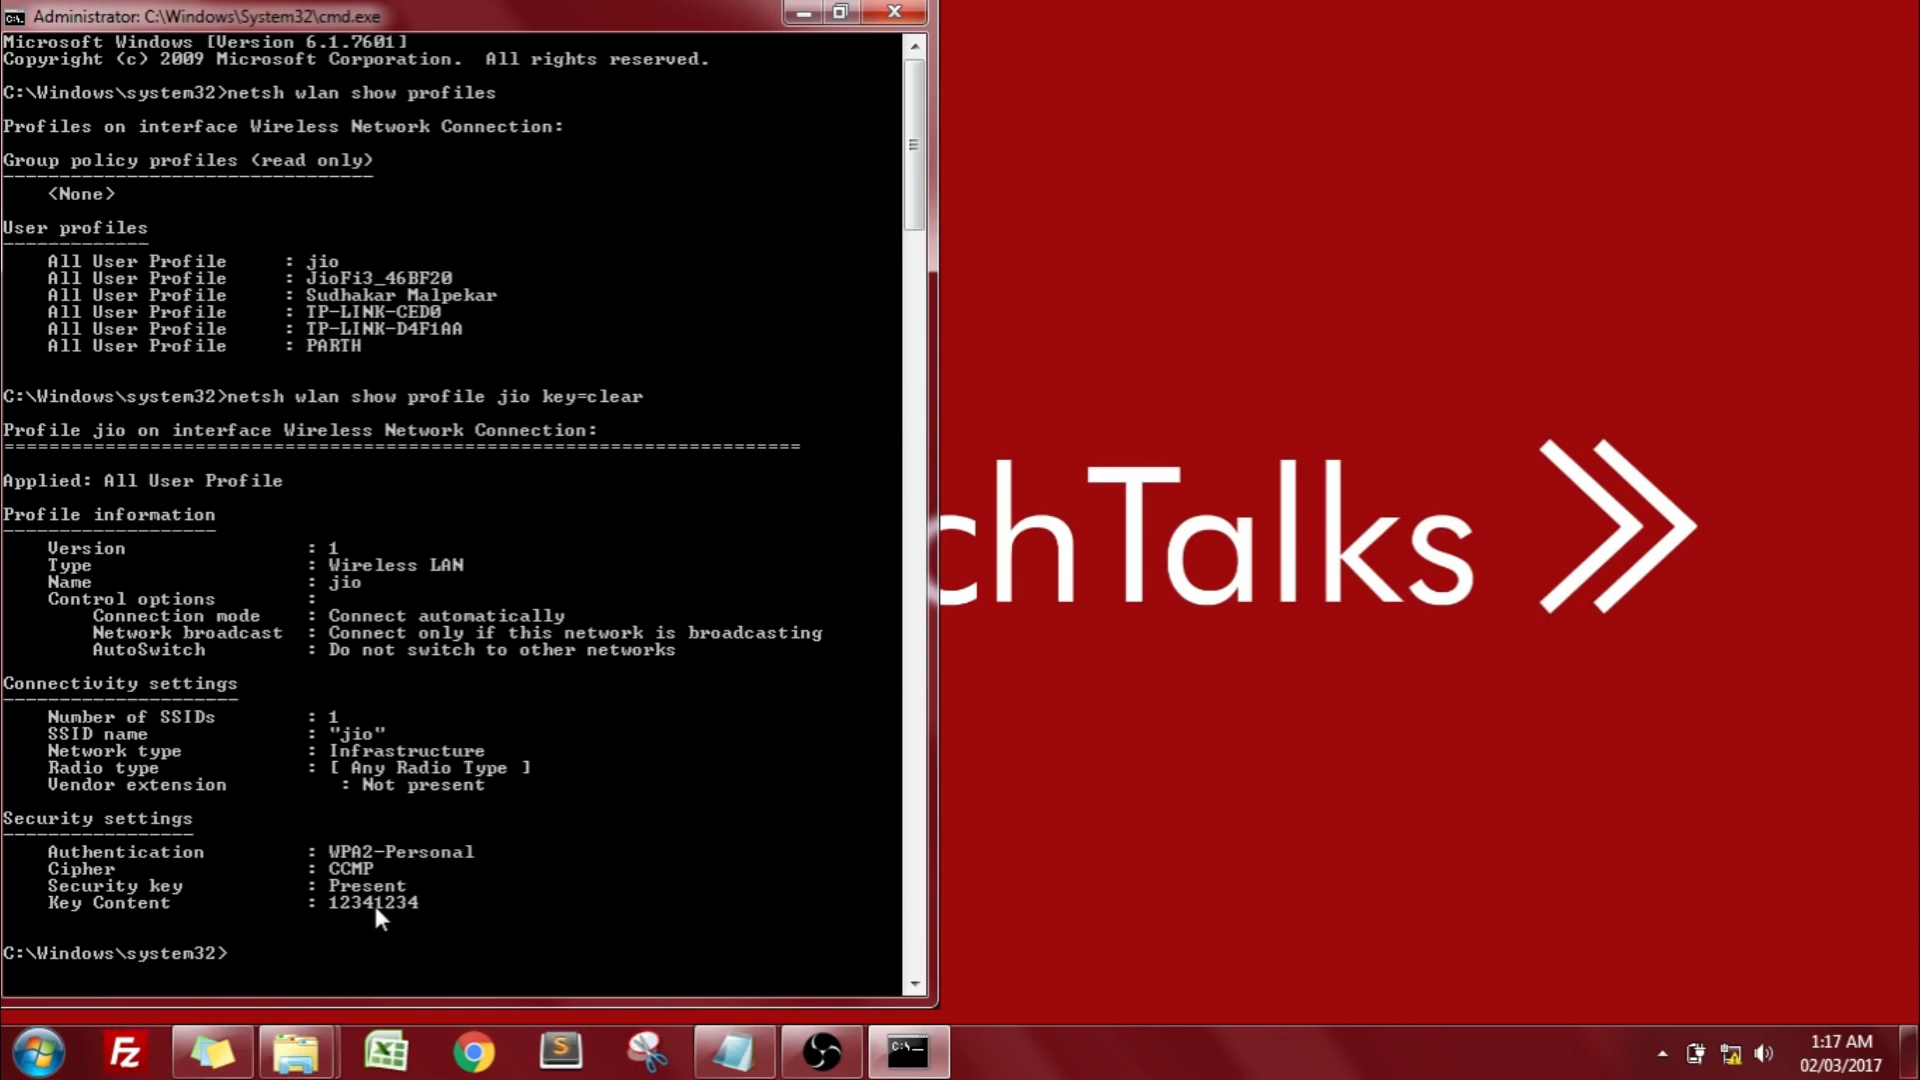 Administrator: C:\Windows\System32\cmd.exe
Microsoft Windows [Version 6.1.7601]
Copyright (c) 2009 Microsoft Corporation.  All rights reserved.
C:\Windows\system32>netsh wlan show profiles
Profiles on interface Wireless Network Connection:
Group policy profiles (read only)
---------------------------------
<None>
User profiles
-------------
All User Profile     : jio
All User Profile     : JioFi3_46BF20
All User Profile     : Sudhakar Malpekar
All User Profile     : TP-LINK-CED0
All User Profile     : TP-LINK-D4F1AA
All User Profile     : PARTH
C:\Windows\system32>netsh wlan show profile jio key=clear
Profile jio on interface Wireless Network Connection:
=======================================================================
Applied: All User Profile
Profile information
-------------------
Version                : 1
Type                   : Wireless LAN
Name                   : jio
Control options        :
Connection mode    : Connect automatically
Network broadcast  : Connect only if this network is broadcasting
AutoSwitch         : Do not switch to other networks
Connectivity settings
---------------------
Number of SSIDs        : 1
SSID name              : "jio"
Network type           : Infrastructure
Radio type             : [ Any Radio Type ]
Vendor extension          : Not present
Security settings
-----------------
Authentication         : WPA2-Personal
Cipher                 : CCMP
Security key           : Present
Key Content            : 12341234
C:\Windows\system32>
chTalks
Fz
S
C:\_
1:17 AM
02/03/2017